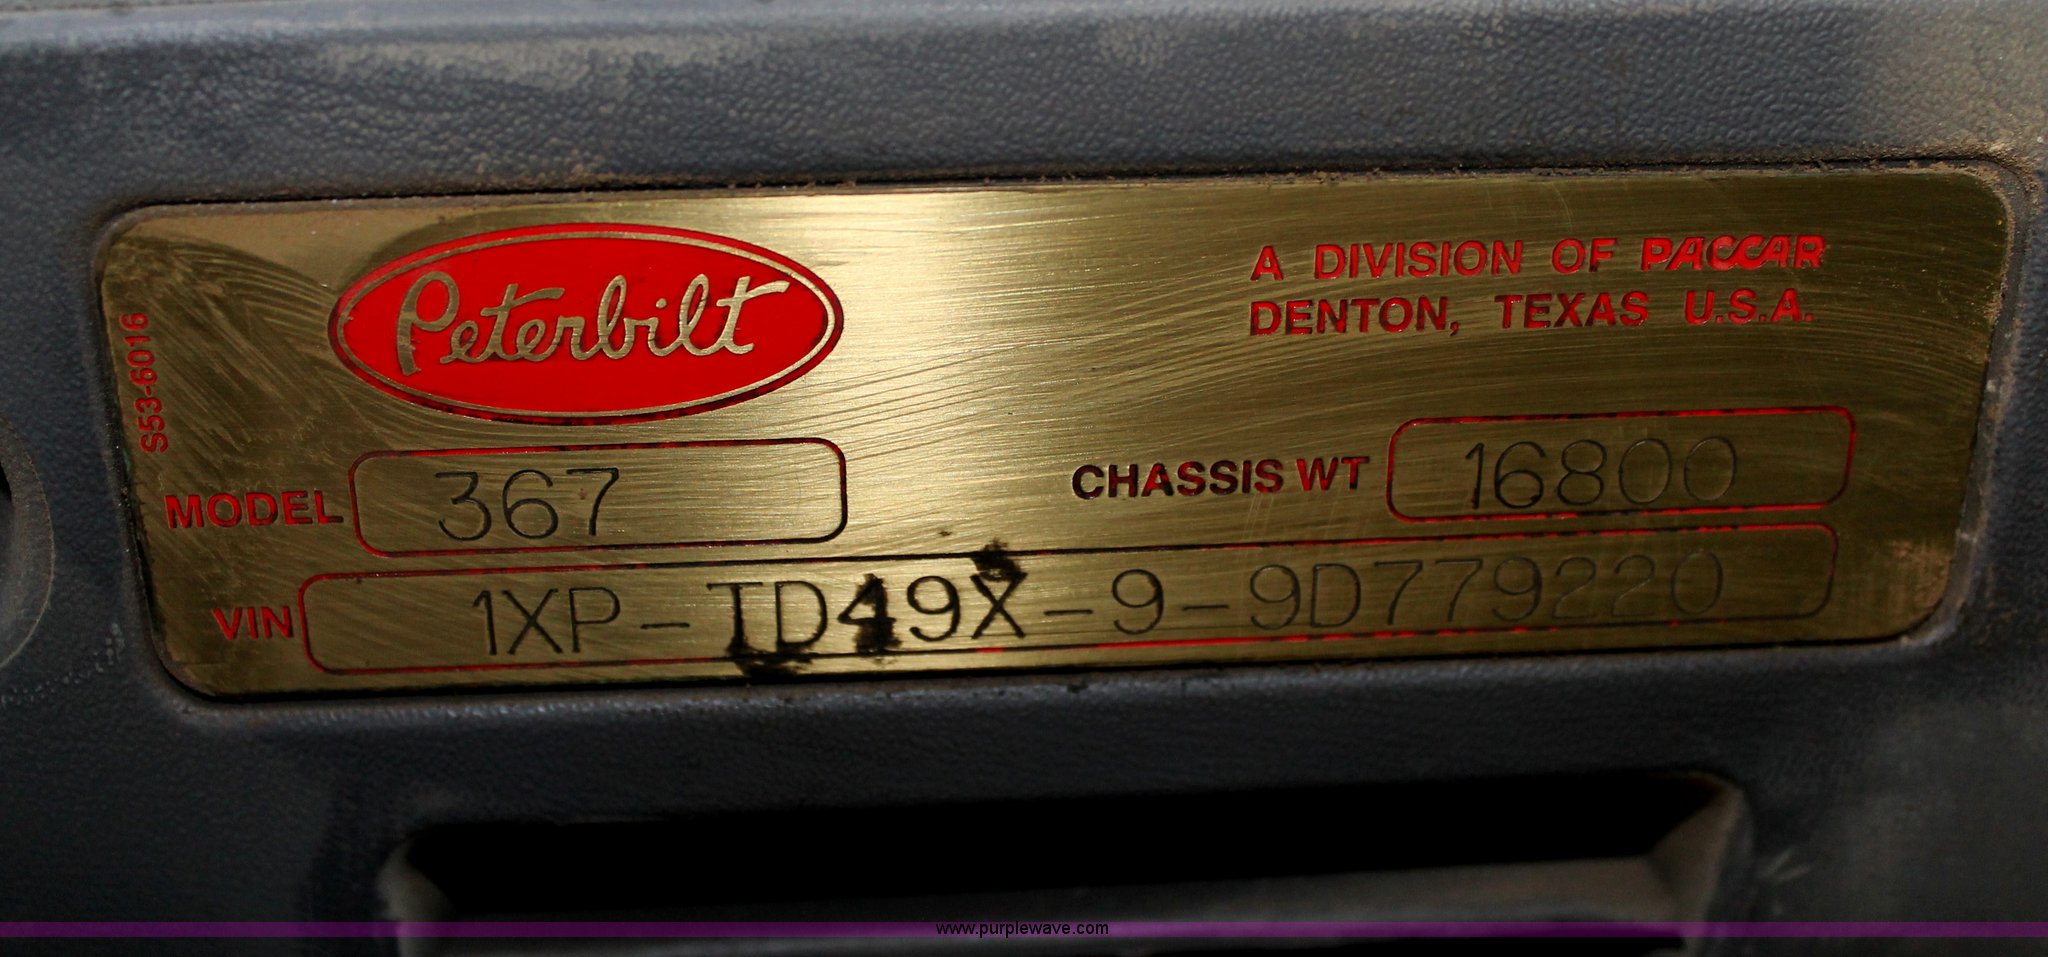 Peterbilt
A DIVISION OF PACCAR
DENTON, TEXAS U.S.A.
S53-6016
MODEL 367
CHASSIS WT 16800
VIN 1XP-TD49X-9-9D779220
www.purplewave.com